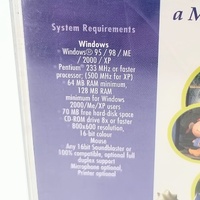 System Requirements
a M
Windows
• Windows® 95 / 98 / ME
/ 2000 / XP
• Pentium® 233 MHz or faster
processor; (500 MHz for XP)
• 64 MB RAM minimum,
128 MB RAM
minimum for Windows
2000/Me/XP users
• 70 MB free hard-disk space
CD-ROM drive 8x or faster
800x600 resolution,
16-bit colour
Mouse
Any 16bit Soundblaster or
100% compatible, optional full
duplex support
Microphone optional,
Printer optional